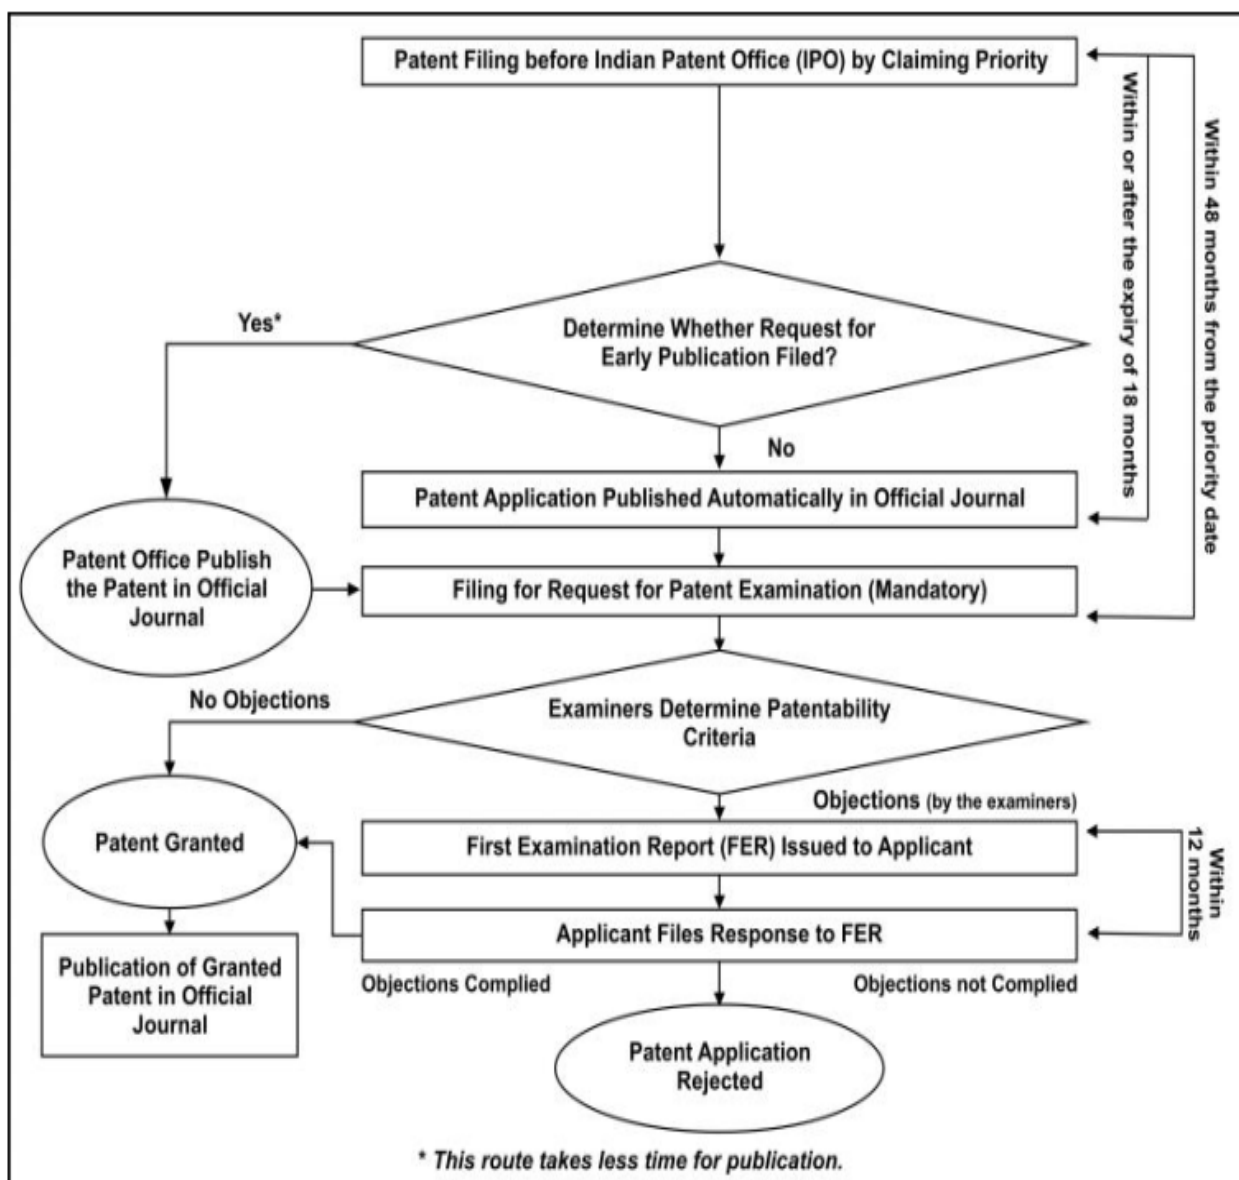 Patent Filing before Indian Patent Office (IPO) by Claiming Priority
Within or after the expiry of 18 months
Within 48 months from the priority date
Determine Whether Request for
Early Publication Filed?
Yes*
No
Patent Application Published Automatically in Official Journal
Patent Office Publish
the Patent in Official
Journal
Filing for Request for Patent Examination (Mandatory)
Examiners Determine Patentability
Criteria
No Objections
Objections (by the examiners)
Patent Granted
First Examination Report (FER) Issued to Applicant
Within
12 months
Applicant Files Response to FER
Objections Complied
Objections not Complied
Publication of Granted
Patent in Official
Journal
Patent Application
Rejected
* This route takes less time for publication.